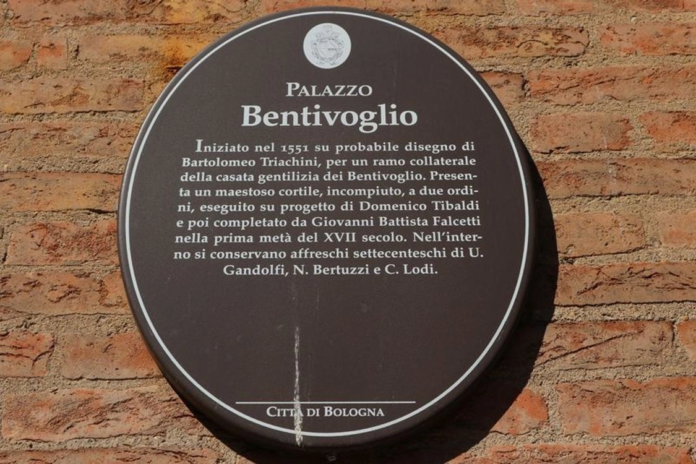 PALAZZO
Bentivoglio
Iniziato nel 1551 su probabile disegno di
Bartolomeo Triachini, per un ramo collaterale
della casata gentilizia dei Bentivoglio. Presen-
ta un maestoso cortile, incompiuto, a due ordi-
ni, eseguito su progetto di Domenico Tibaldi
e poi completato da Giovanni Battista Falcetti
nella prima metà del XVII secolo. Nell'inter-
no si conservano affreschi settecenteschi di U.
Gandolfi, N. Bertuzzi e C. Lodi.
CITTÀ DI BOLOGNA